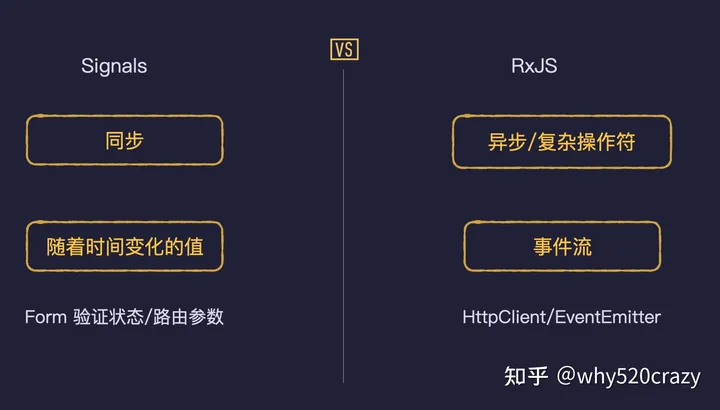 VS
Signals
RxJS
同步
异步/复杂操作符
随着时间变化的值
事件流
Form 验证状态/路由参数
HttpClient/EventEmitter
知乎 @why520crazy